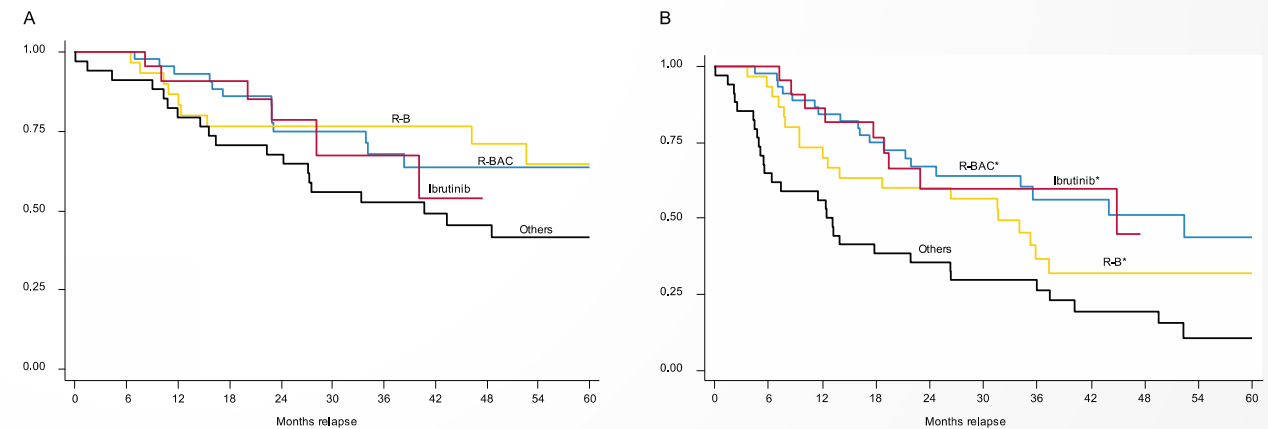 A
1.00
0.75
0.50
0.25
0.00
R-B
R-BAC
Ibrutinib
Others
0 6 12 18 24 30 36 42 48 54 60
Months relapse
B
1.00
0.75
0.50
0.25
0.00
R-BAC*
Ibrutinib*
Others
R-B*
0 6 12 18 24 30 36 42 48 54 60
Months relapse